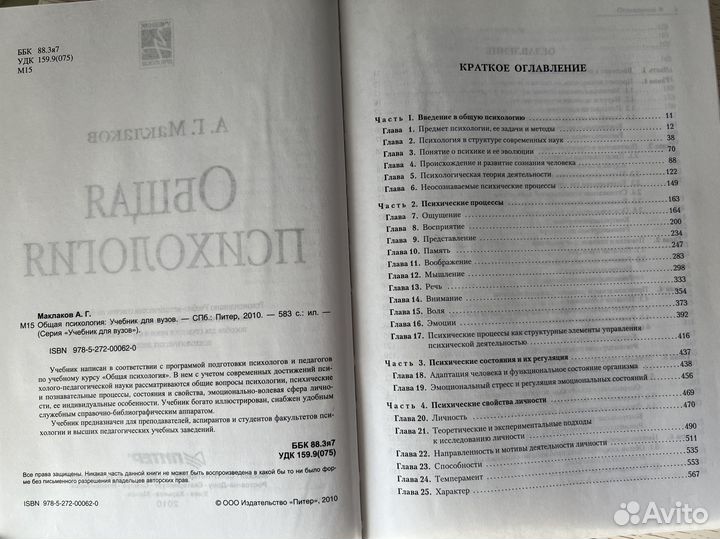 ББК 88.3я7
УДК 159.9(075)
М15
А. Г. Маклаков
ОБЩАЯ
ПСИХОЛОГИЯ
Маклаков А. Г.
М15 Общая психология: Учебник для вузов. — СПб.: Питер, 2010. — 583 с.: ил. —
(Серия «Учебник для вузов»).
ISBN 978-5-272-00062-0
Учебник написан в соответствии с программой подготовки психологов и педагогов
по учебному курсу «Общая психология». В нем с учетом современных достижений пси-
холого-педагогической науки рассматриваются общие вопросы психологии, психические
и познавательные процессы, состояния и свойства, эмоционально-волевая сфера лично-
сти, ее индивидуальные особенности. Учебник богато иллюстрирован, снабжен удобным
служебным справочно-библиографическим аппаратом.
Учебник предназначен для преподавателей, аспирантов и студентов факультетов пси-
хологии и высших педагогических учебных заведений.
ББК 88.3я7
УДК 159.9(075)
Все права защищены. Никакая часть данной книги не может быть воспроизведена в какой бы то ни было фор-
ме без письменного разрешения владельцев авторских прав.
ISBN 978-5-272-00062-0
© ООО Издательство «Питер», 2010
КРАТКОЕ ОГЛАВЛЕНИЕ
Часть 1. Введение в общую психологию 11
Глава 1. Предмет психологии, ее задачи и методы 12
Глава 2. Психология в структуре современных наук 38
Глава 3. Понятие о психике и ее эволюции 70
Глава 4. Происхождение и развитие сознания человека 88
Глава 5. Психологическая теория деятельности 122
Глава 6. Неосознаваемые психические процессы 149
Часть 2. Психические процессы 163
Глава 7. Ощущение 164
Глава 8. Восприятие 200
Глава 9. Представление 234
Глава 10. Память 247
Глава 11. Воображение 283
Глава 12. Мышление 298
Глава 13. Речь 333
Глава 14. Внимание 353
Глава 15. Воля 373
Глава 16. Эмоции 392
Глава 17. Психические процессы как структурные элементы управления
психической деятельностью 416
Часть 3. Психические состояния и их регуляция 437
Глава 18. Адаптация человека и функциональное состояние организма 438
Глава 19. Эмоциональный стресс и регуляция эмоциональных состояний 456
Часть 4. Психические свойства личности 469
Глава 20. Личность 470
Глава 21. Теоретические и экспериментальные подходы
к исследованию личности 490
Глава 22. Направленность и мотивы деятельности личности 511
Глава 23. Способности 535
Глава 24. Темперамент 553
Глава 25. Характер 567
Avito